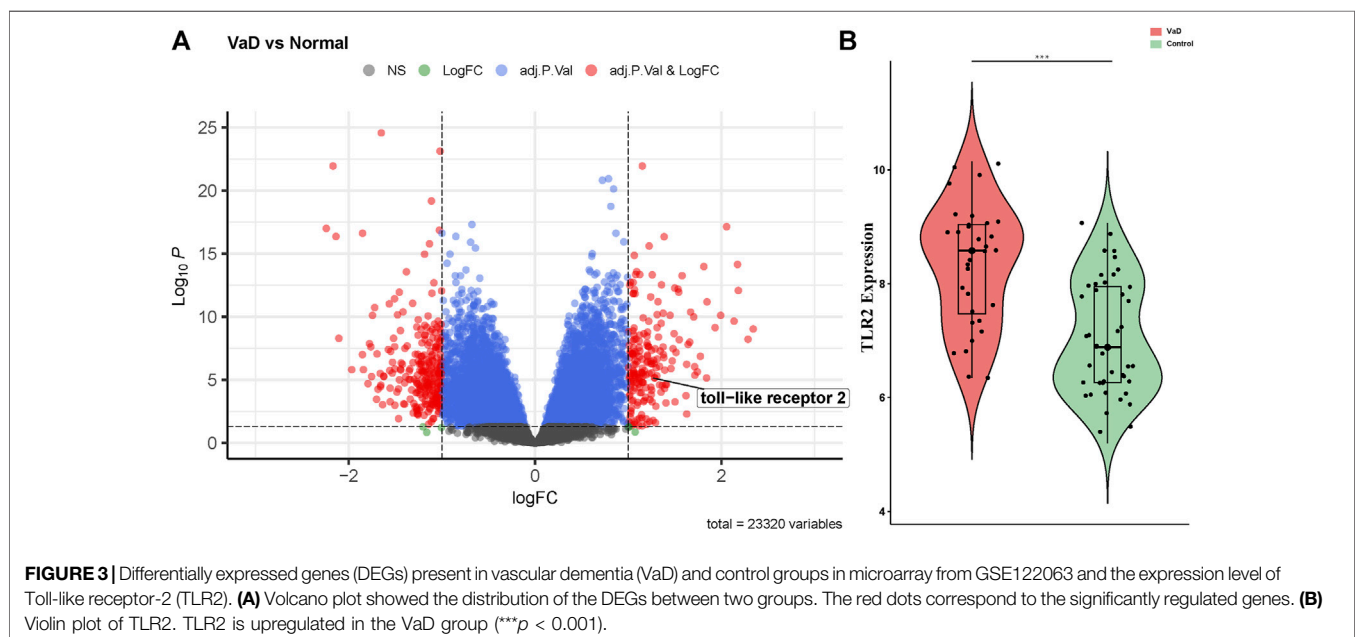 A
VaD vs Normal
NS LogFC adj.P.Val adj.P.Val & LogFC
25
20
15
10
5
0
Log10 P
−2 0 2
logFC
toll−like receptor 2
total = 23320 variables
B
VaD
Control
***
10
8
6
4
TLR2 Expression
FIGURE 3 | Differentially expressed genes (DEGs) present in vascular dementia (VaD) and control groups in microarray from GSE122063 and the expression level of
Toll-like receptor-2 (TLR2). (A) Volcano plot showed the distribution of the DEGs between two groups. The red dots correspond to the significantly regulated genes. (B)
Violin plot of TLR2. TLR2 is upregulated in the VaD group (***p < 0.001).